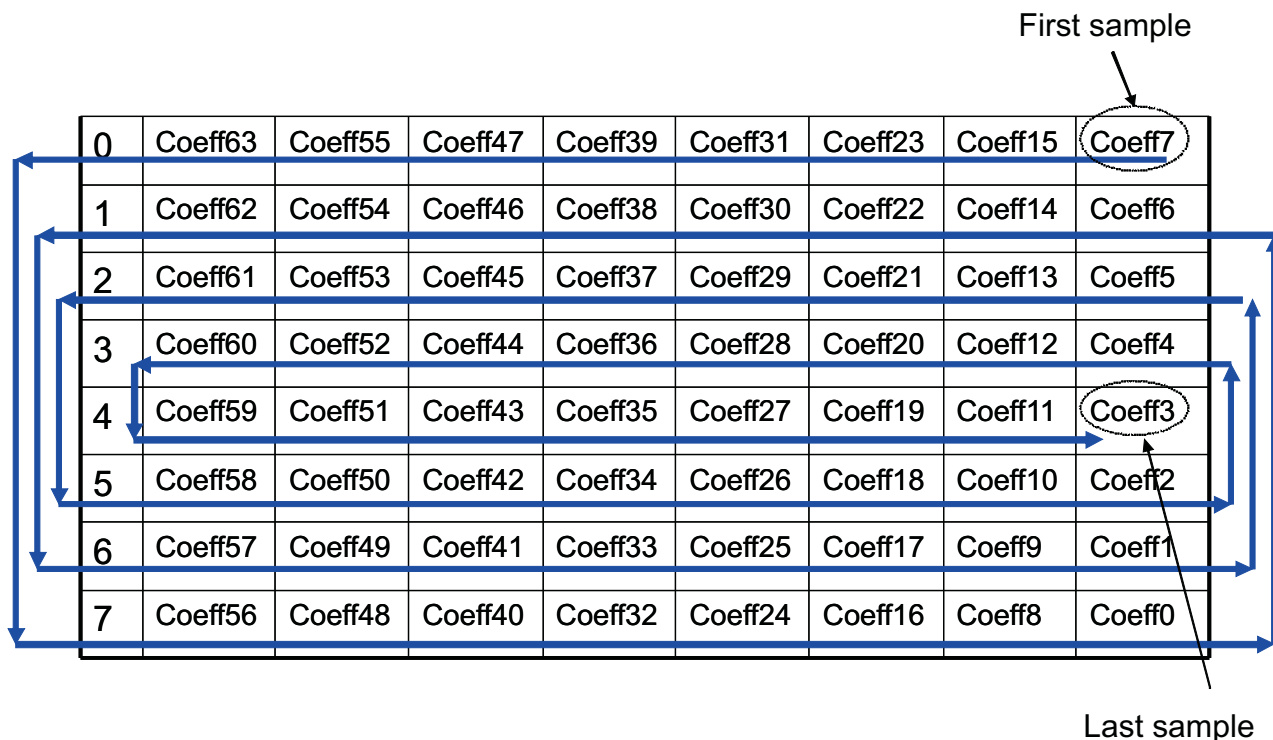 First sample
0 Coeff63 Coeff55 Coeff47 Coeff39 Coeff31 Coeff23 Coeff15 Coeff7
1 Coeff62 Coeff54 Coeff46 Coeff38 Coeff30 Coeff22 Coeff14 Coeff6
2 Coeff61 Coeff53 Coeff45 Coeff37 Coeff29 Coeff21 Coeff13 Coeff5
3 Coeff60 Coeff52 Coeff44 Coeff36 Coeff28 Coeff20 Coeff12 Coeff4
4 Coeff59 Coeff51 Coeff43 Coeff35 Coeff27 Coeff19 Coeff11 Coeff3
5 Coeff58 Coeff50 Coeff42 Coeff34 Coeff26 Coeff18 Coeff10 Coeff2
6 Coeff57 Coeff49 Coeff41 Coeff33 Coeff25 Coeff17 Coeff9 Coeff1
7 Coeff56 Coeff48 Coeff40 Coeff32 Coeff24 Coeff16 Coeff8 Coeff0
Last sample